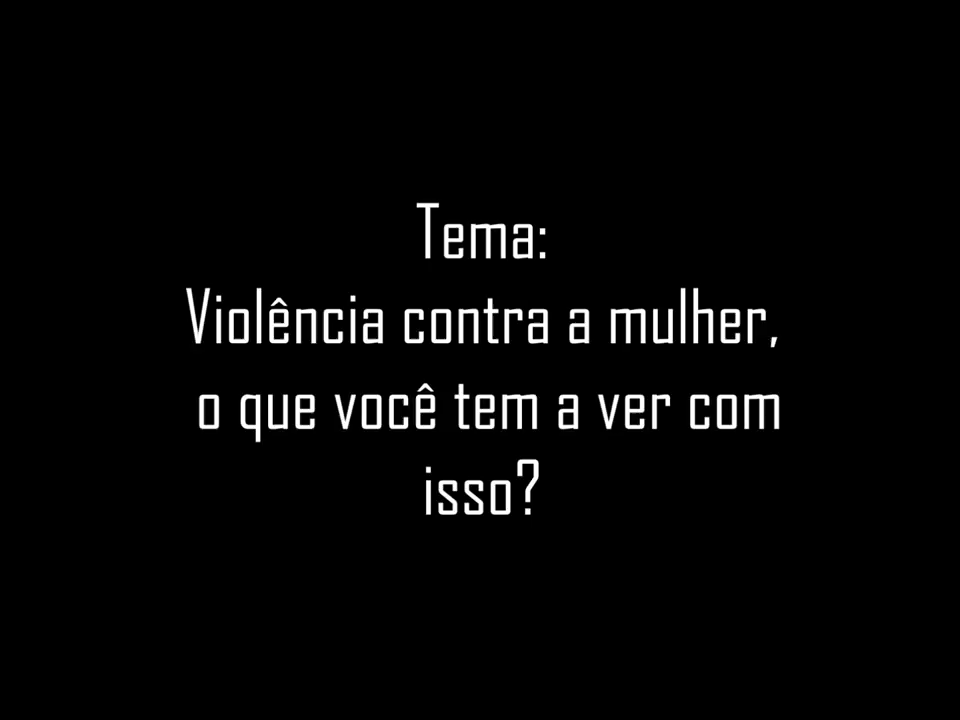 Tema:
Violência contra a mulher,
o que você tem a ver com
isso?